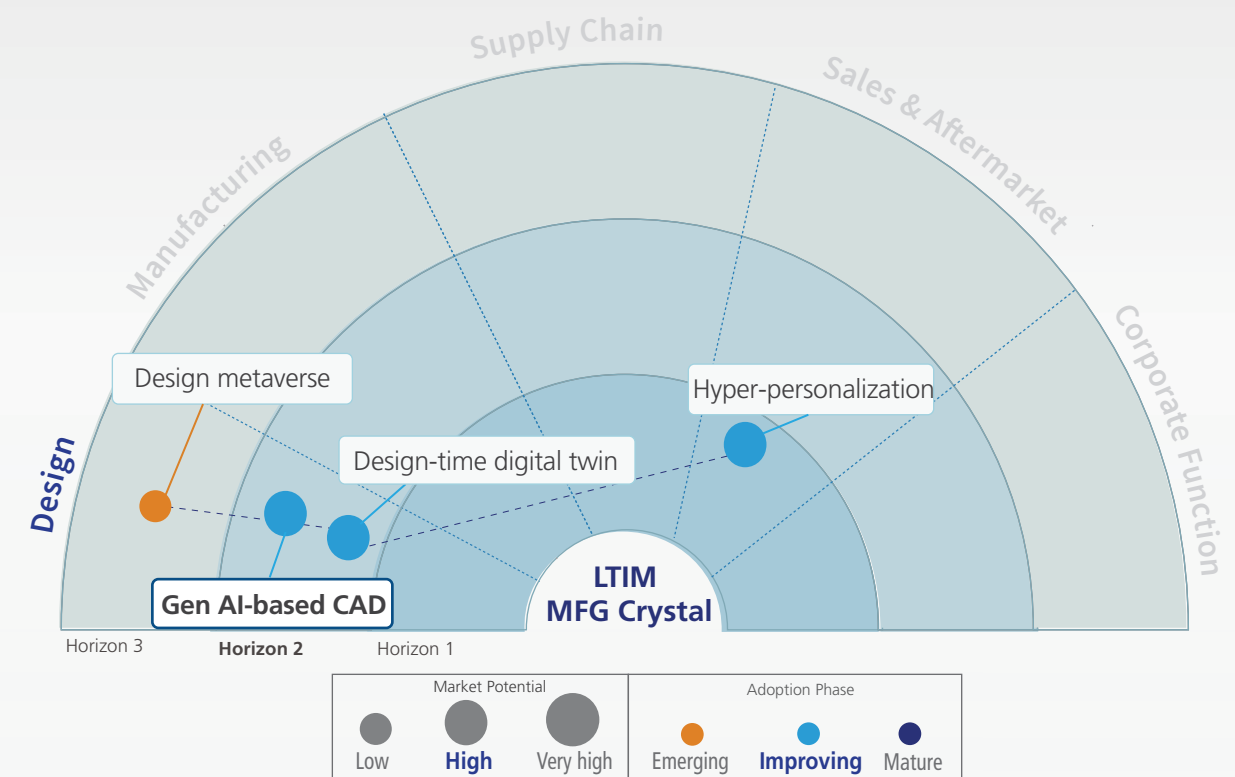 Supply Chain
Sales & Aftermarket
Manufacturing
Corporate Function
Design
Design metaverse
Hyper-personalization
Design-time digital twin
Gen AI-based CAD
LTIM
MFG Crystal
Horizon 3
Horizon 2
Horizon 1
Market Potential
Low
High
Very high
Adoption Phase
Emerging
Improving
Mature